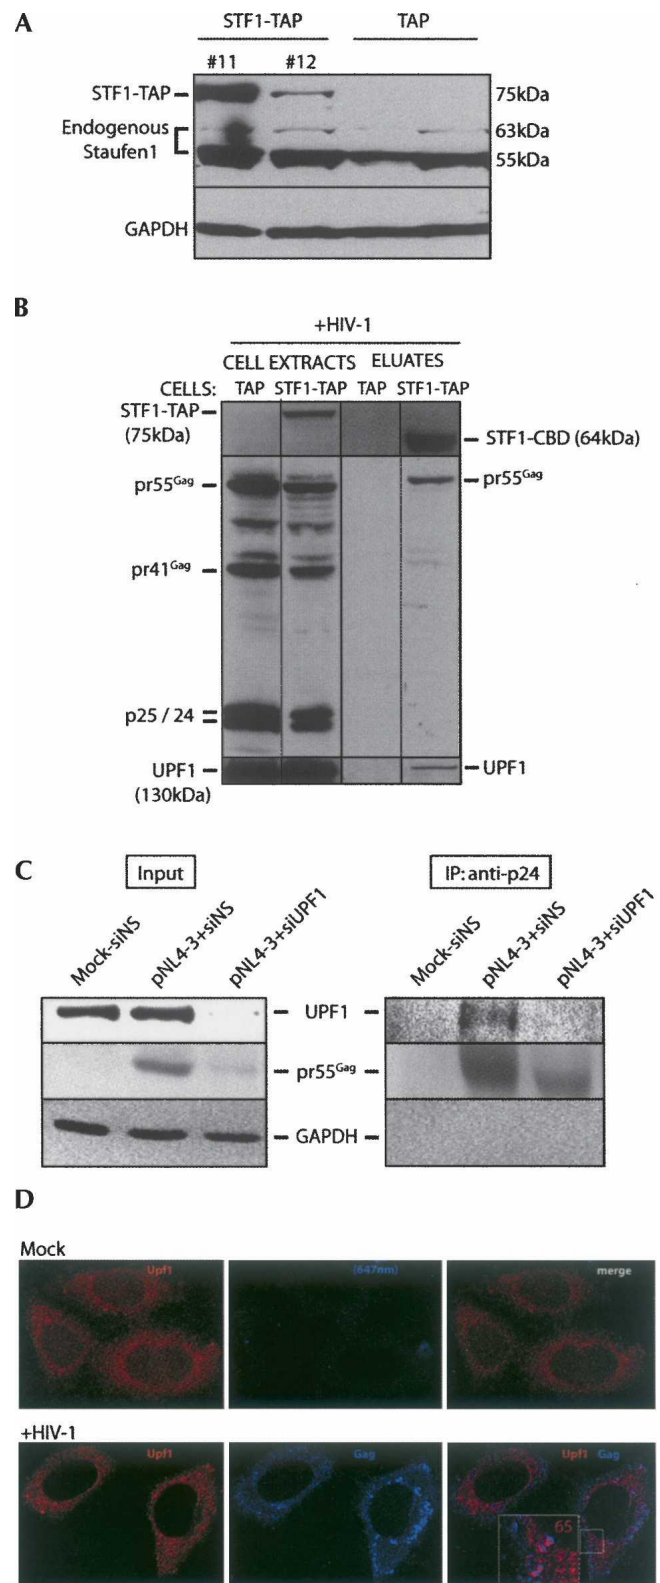 A
STF1-TAP TAP
#11 #12
STF1-TAP 75kDa
Endogenous 63kDa
Staufen1 55kDa
GAPDH
B
+HIV-1
CELL EXTRACTS ELUATES
CELLS: TAP STF1-TAP TAP STF1-TAP
STF1-TAP
(75kDa) STF1-CBD (64kDa)
pr55Gag pr55Gag
pr41Gag
p25 / 24
UPF1 UPF1
(130kDa)
C
Input IP: anti-p24
Mock-siNS pNL4-3+siNS pNL4-3+siUPF1 Mock-siNS pNL4-3+siNS pNL4-3+siUPF1
UPF1
pr55Gag
GAPDH
D
Mock
Upf1 (647nm) merge
+HIV-1
Upf1 Gag Upf1 Gag
65